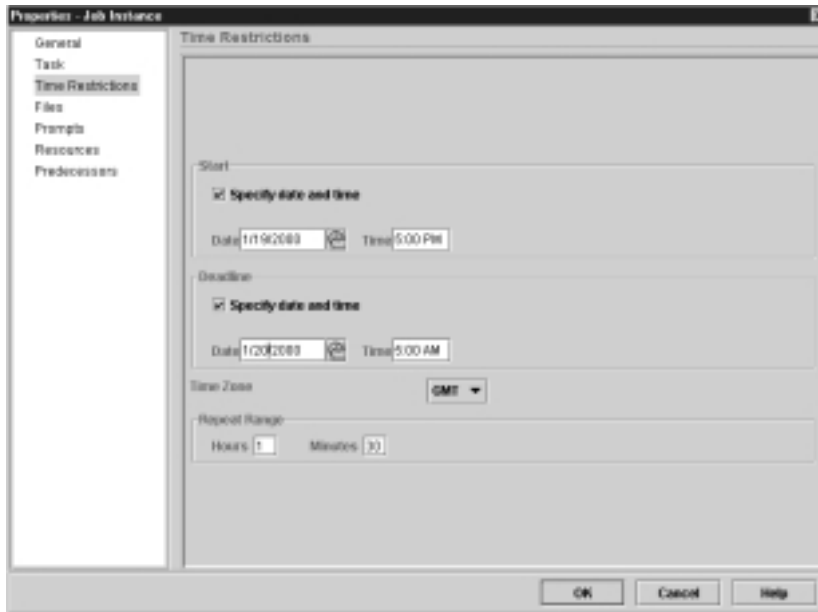 Properties - Job Instance
General
Task
Time Restrictions
Files
Prompts
Resources
Predecessors
Time Restrictions
Start
Specify date and time
Date 1/19/2000 Time 5:00 PM
Deadline
Specify date and time
Date 1/20/2000 Time 5:00 AM
Time Zone GMT
Repeat Range
Hours 1 Minutes 30
OK Cancel Help